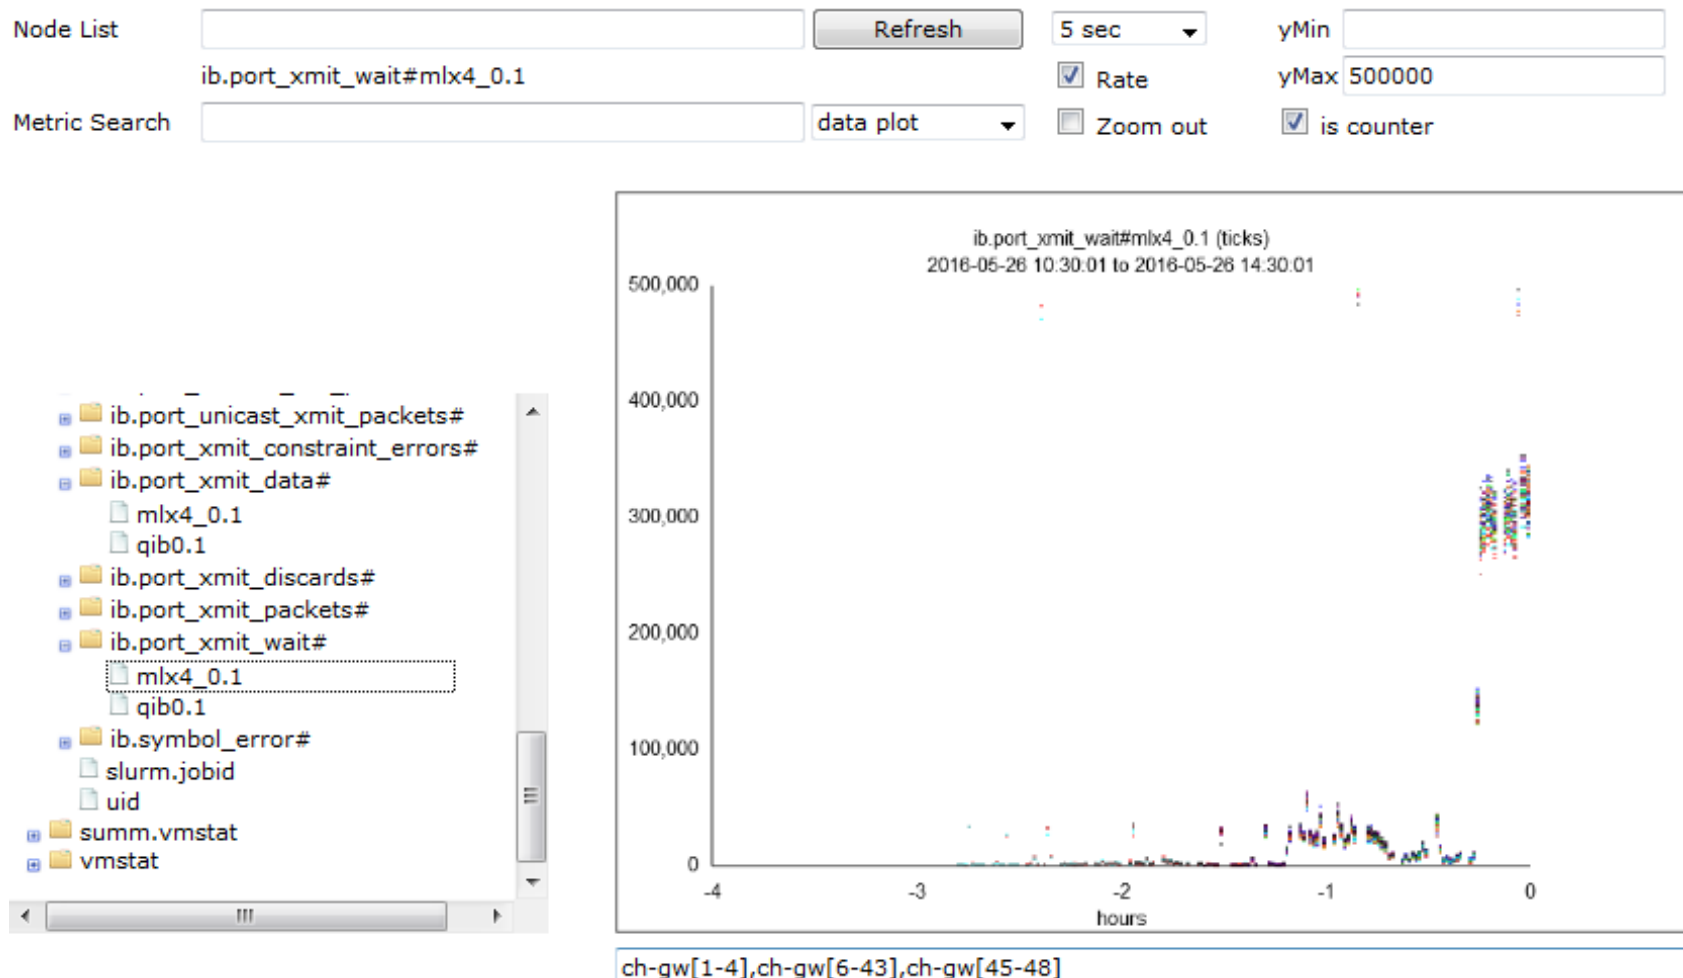 Node List
Refresh
5 sec
yMin
ib.port_xmit_wait#mlx4_0.1
Rate
yMax 500000
Metric Search
data plot
Zoom out
is counter
ib.port_unicast_xmit_packets#
ib.port_xmit_constraint_errors#
ib.port_xmit_data#
mlx4_0.1
qib0.1
ib.port_xmit_discards#
ib.port_xmit_packets#
ib.port_xmit_wait#
mlx4_0.1
qib0.1
ib.symbol_error#
slurm.jobid
uid
summ.vmstat
vmstat
ib.port_xmit_wait#mlx4_0.1 (ticks)
2016-05-26 10:30:01 to 2016-05-26 14:30:01
500,000
400,000
300,000
200,000
100,000
0
-4 -3 -2 -1 0
hours
ch-gw[1-4],ch-gw[6-43],ch-gw[45-48]